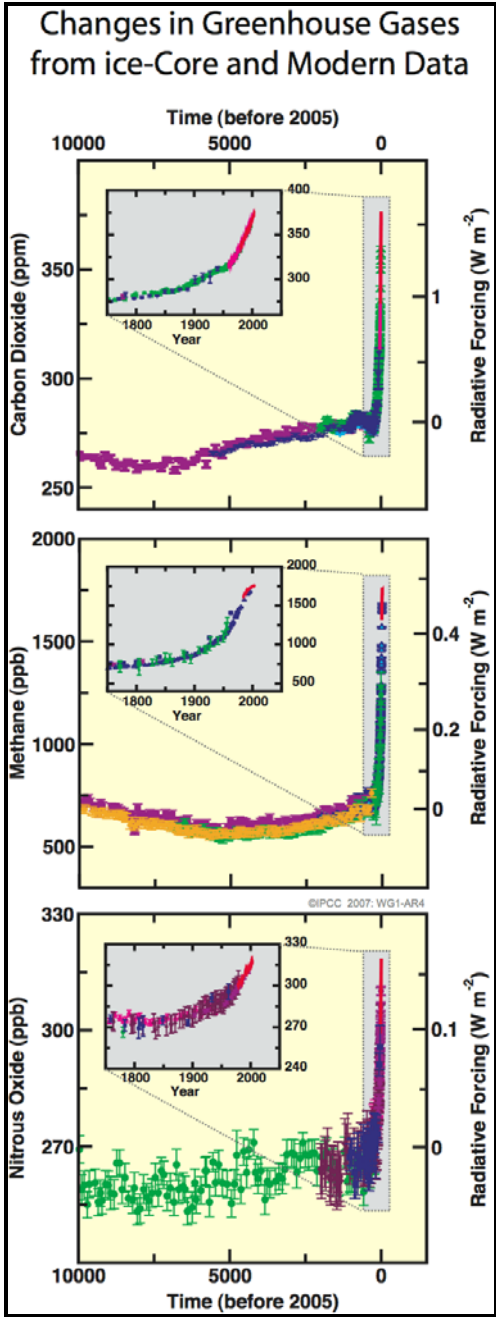 Changes in Greenhouse Gases
from ice-Core and Modern Data
Time (before 2005)
10000 5000 0
Carbon Dioxide (ppm)
350
300
250
400
350
300
1800 1900 2000
Year
1
0
Radiative Forcing (W m-2)
Methane (ppb)
2000
1500
1000
500
2000
1500
1000
500
1800 1900 2000
Year
0.4
0.2
0
Radiative Forcing (W m-2)
©IPCC 2007: WG1-AR4
Nitrous Oxide (ppb)
330
300
270
330
300
270
240
1800 1900 2000
Year
0.1
0
Radiative Forcing (W m-2)
10000 5000 0
Time (before 2005)